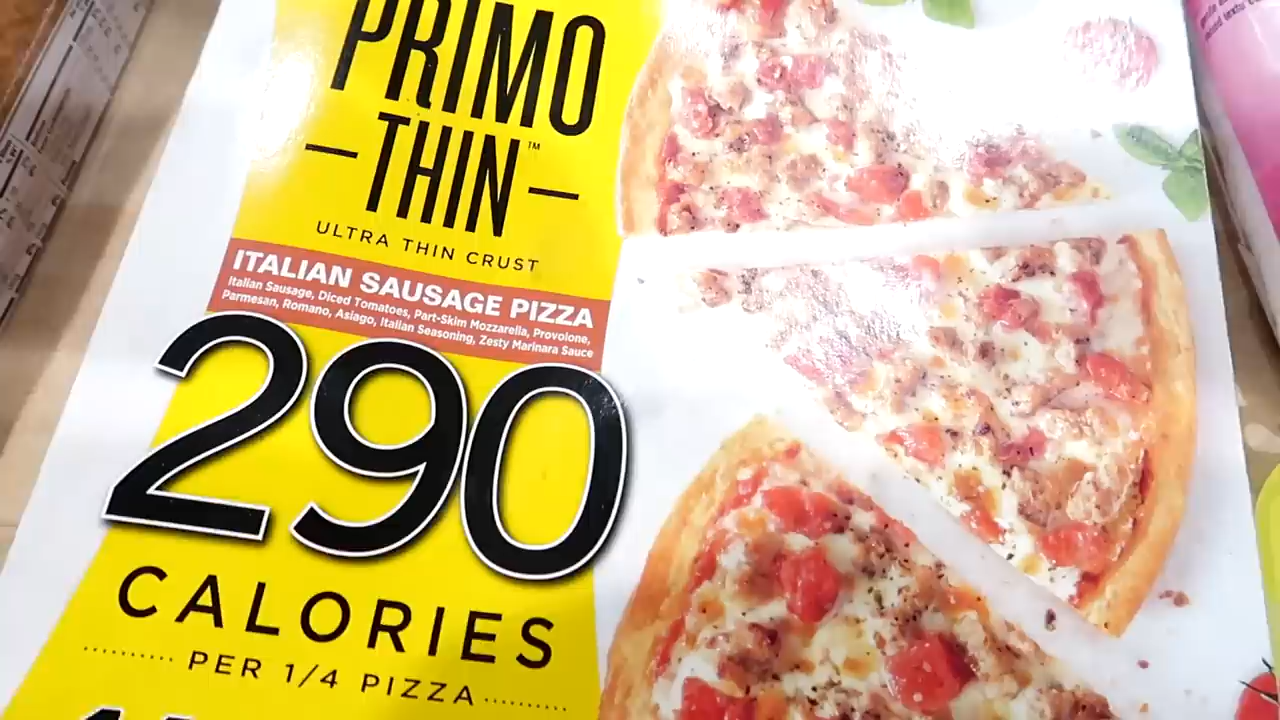 PRIMO
THIN™
ULTRA THIN CRUST
ITALIAN SAUSAGE PIZZA
Italian Sausage, Diced Tomatoes, Part-Skim Mozzarella, Provolone,
Parmesan, Romano, Asiago, Italian Seasoning, Zesty Marinara Sauce
290
CALORIES
PER 1/4 PIZZA